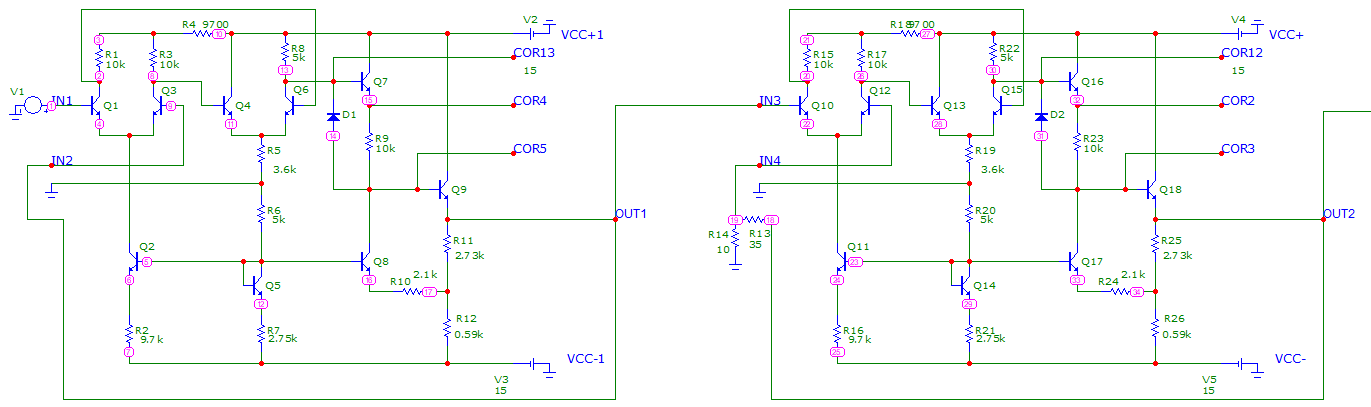 R4 9700
10
V2
VCC+1
3
R1
10k
2
R3
10k
8
R8
5k
13
COR13
15
V1
1
IN1
Q1
Q3
9
Q4
Q6
Q7
15
COR4
4
11
D1
14
R5
3.6k
R9
10k
COR5
IN2
Q9
R6
5k
OUT1
Q2
5
6
Q5
12
Q8
16
R10
2.1k
17
R11
2.73k
R2
9.7k
7
R7
2.75k
R12
0.59k
VCC-1
V3
15
R18 9700
27
V4
VCC+
21
R15
10k
20
R17
10k
26
R22
5k
30
COR12
15
IN3
Q10
Q12
Q13
Q15
Q16
32
COR2
22
28
D2
31
R19
3.6k
R23
10k
COR3
IN4
Q18
R20
5k
OUT2
19
18
R14
10
R13
35
Q11
23
24
Q14
29
Q17
33
R24
2.1k
34
R25
2.73k
R16
9.7k
25
R21
2.75k
R26
0.59k
VCC-
V5
15